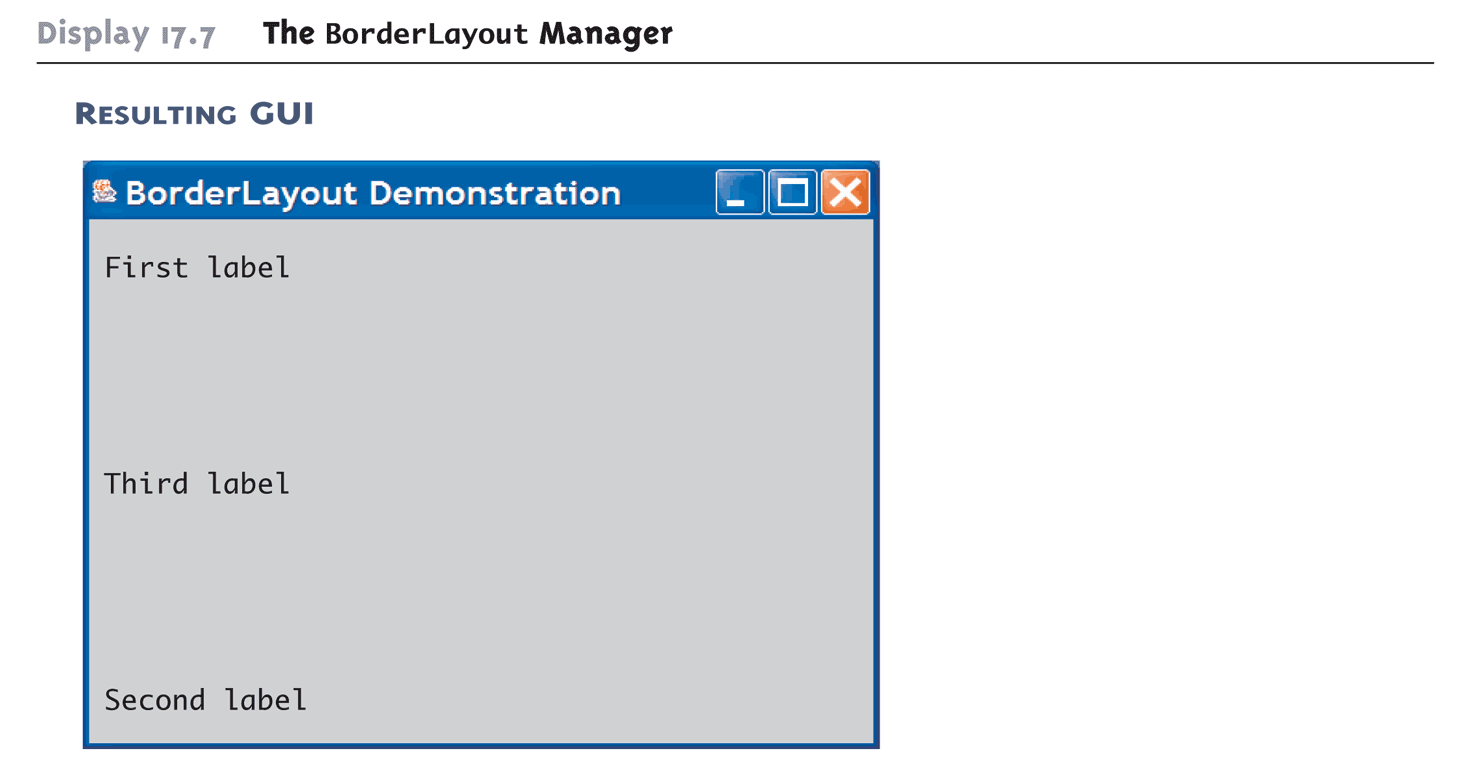 Display 17.7 The BorderLayout Manager
RESULTING GUI
BorderLayout Demonstration
First label
Third label
Second label